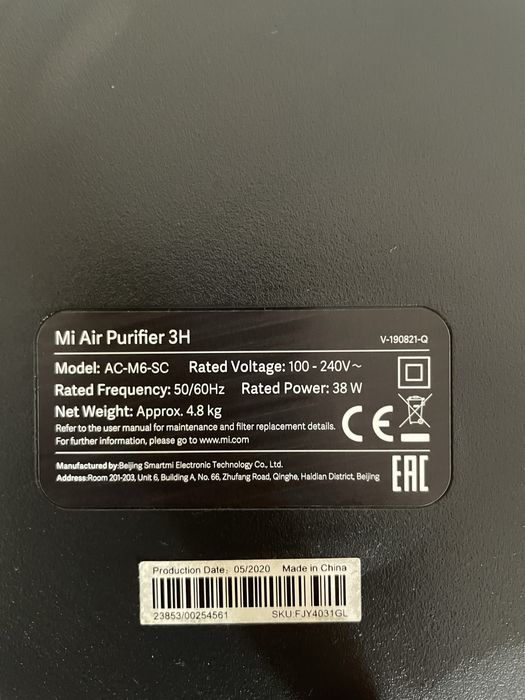 Mi Air Purifier 3H V-190821-Q
Model: AC-M6-SC Rated Voltage: 100 - 240V～
Rated Frequency: 50/60Hz Rated Power: 38 W
Net Weight: Approx. 4.8 kg
Refer to the user manual for maintenance and filter replacement details.
For further information, please go to www.mi.com
CE
Manufactured by:Beijing Smartmi Electronic Technology Co., Ltd.
Address:Room 201-203, Unit 6, Building A, No. 66, Zhufang Road, Qinghe, Haidian District, Beijing
EAC
Production Date: 05/2020 Made in China
23853/00254561 SKU:FJY4031GL